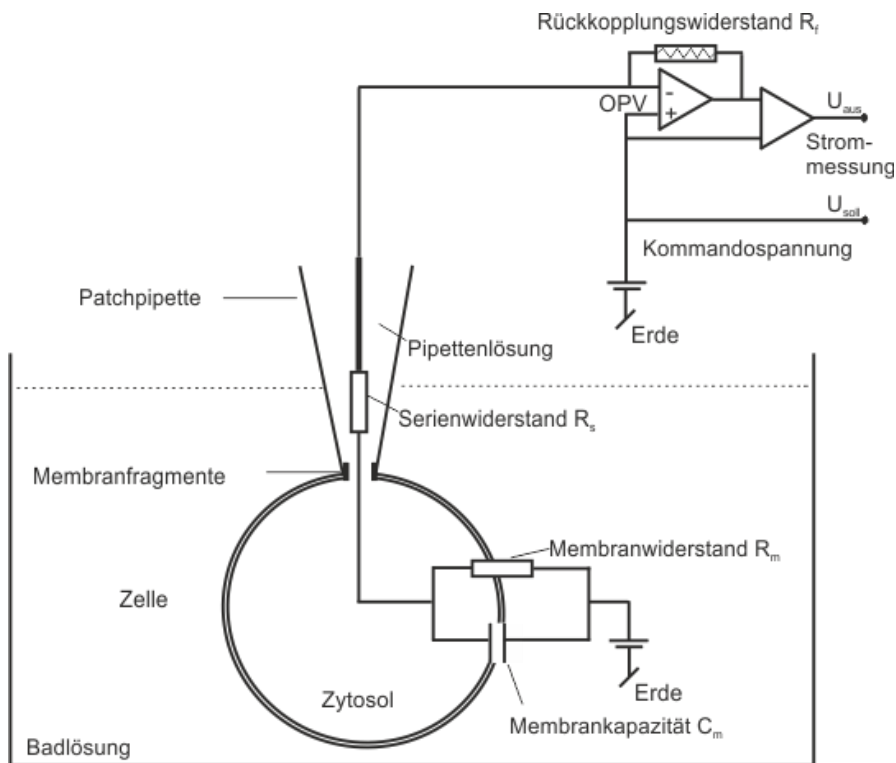 Rückkopplungswiderstand Rf
-
OPV
+
Uaus
Strom-
messung
Usoll
Kommandospannung
Patchpipette
Erde
Pipettenlösung
Serienwiderstand Rs
Membranfragmente
Membranwiderstand Rm
Zelle
Zytosol
Erde
Membrankapazität Cm
Badlösung